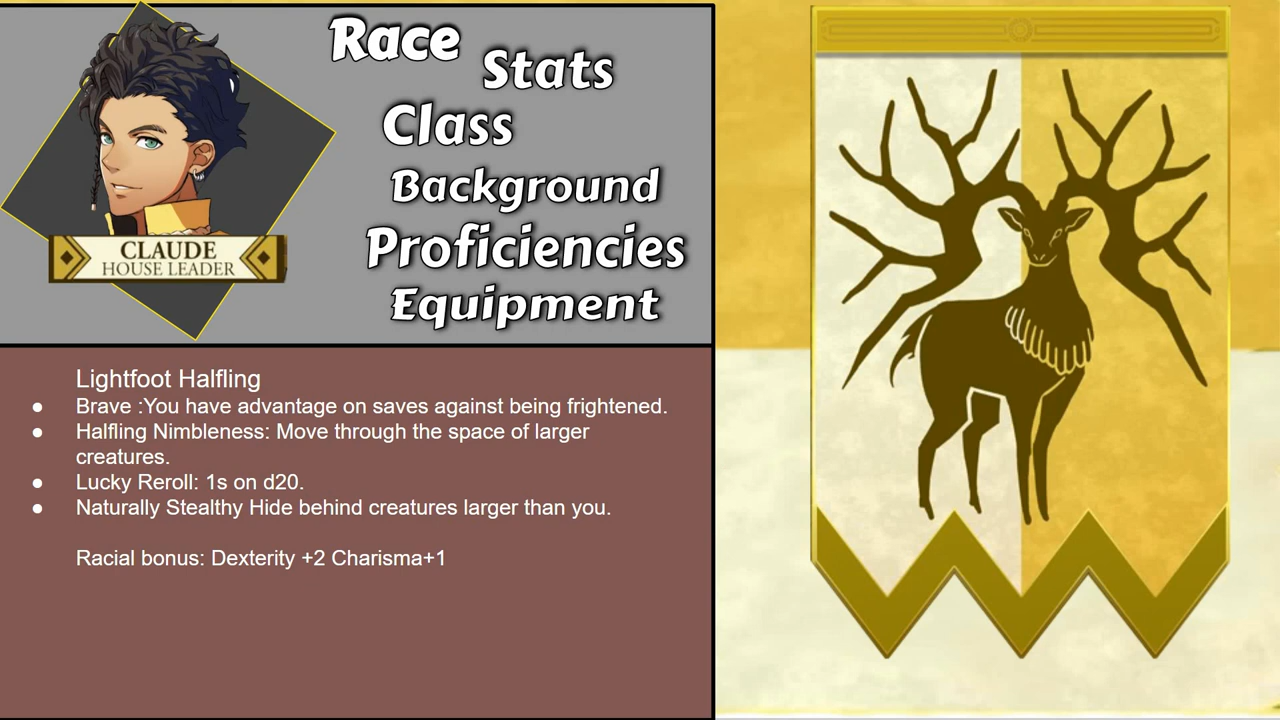 Race
Stats
Class
Background
Proficiencies
Equipment
CLAUDE
HOUSE LEADER
Lightfoot Halfling
● Brave :You have advantage on saves against being frightened.
● Halfling Nimbleness: Move through the space of larger
creatures.
● Lucky Reroll: 1s on d20.
● Naturally Stealthy Hide behind creatures larger than you.
Racial bonus: Dexterity +2 Charisma+1